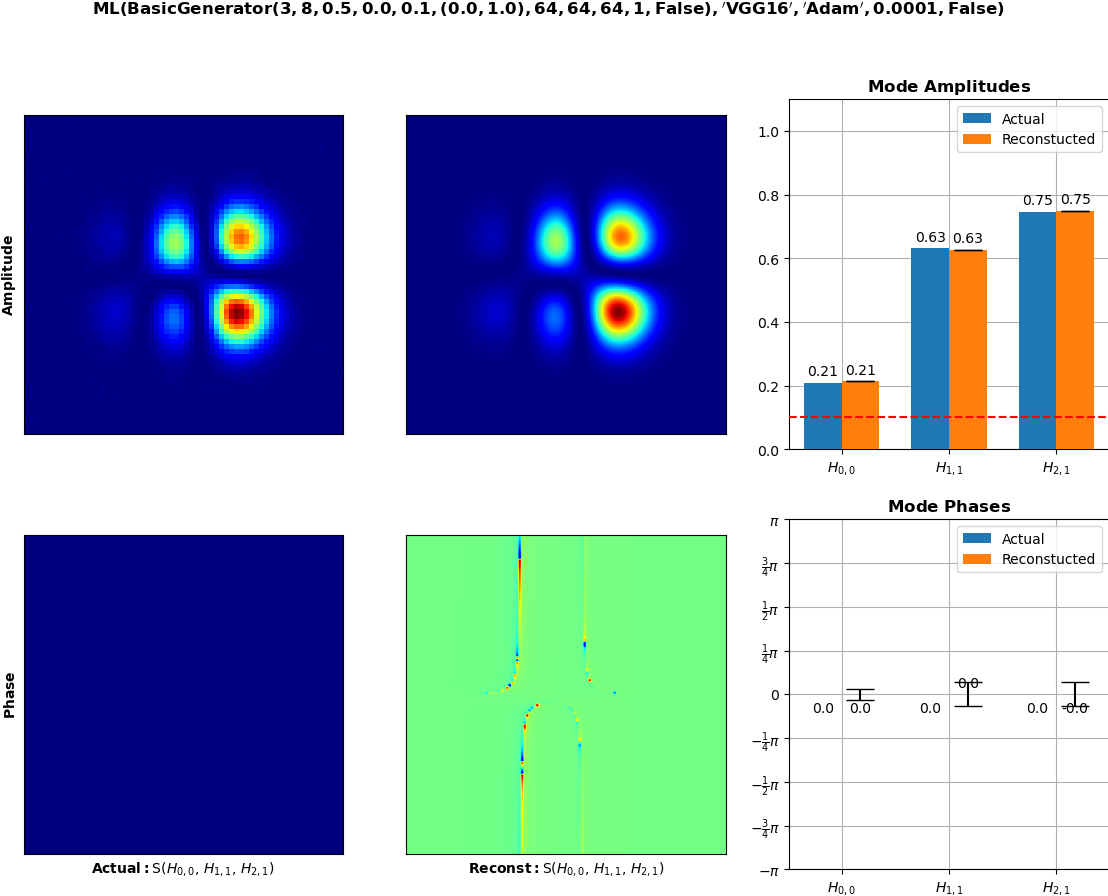 ML(BasicGenerator(3, 8, 0.5, 0.0, 0.1, (0.0, 1.0), 64, 64, 64, 1, False), ′VGG16′, ′Adam′, 0.0001, False)
Amplitude
Mode Amplitudes
Actual
Reconstucted
1.0
0.8
0.6
0.4
0.2
0.0
0.21 0.21
0.63 0.63
0.75 0.75
H0,0 H1,1 H2,1
Phase
Actual: S(H0,0, H1,1, H2,1)
Reconst: S(H0,0, H1,1, H2,1)
Mode Phases
Actual
Reconstucted
π
3/4π
1/2π
1/4π
0
−1/4π
−1/2π
−3/4π
−π
0.0 0.0
0.0 0.0
0.0 -0.0
H0,0 H1,1 H2,1